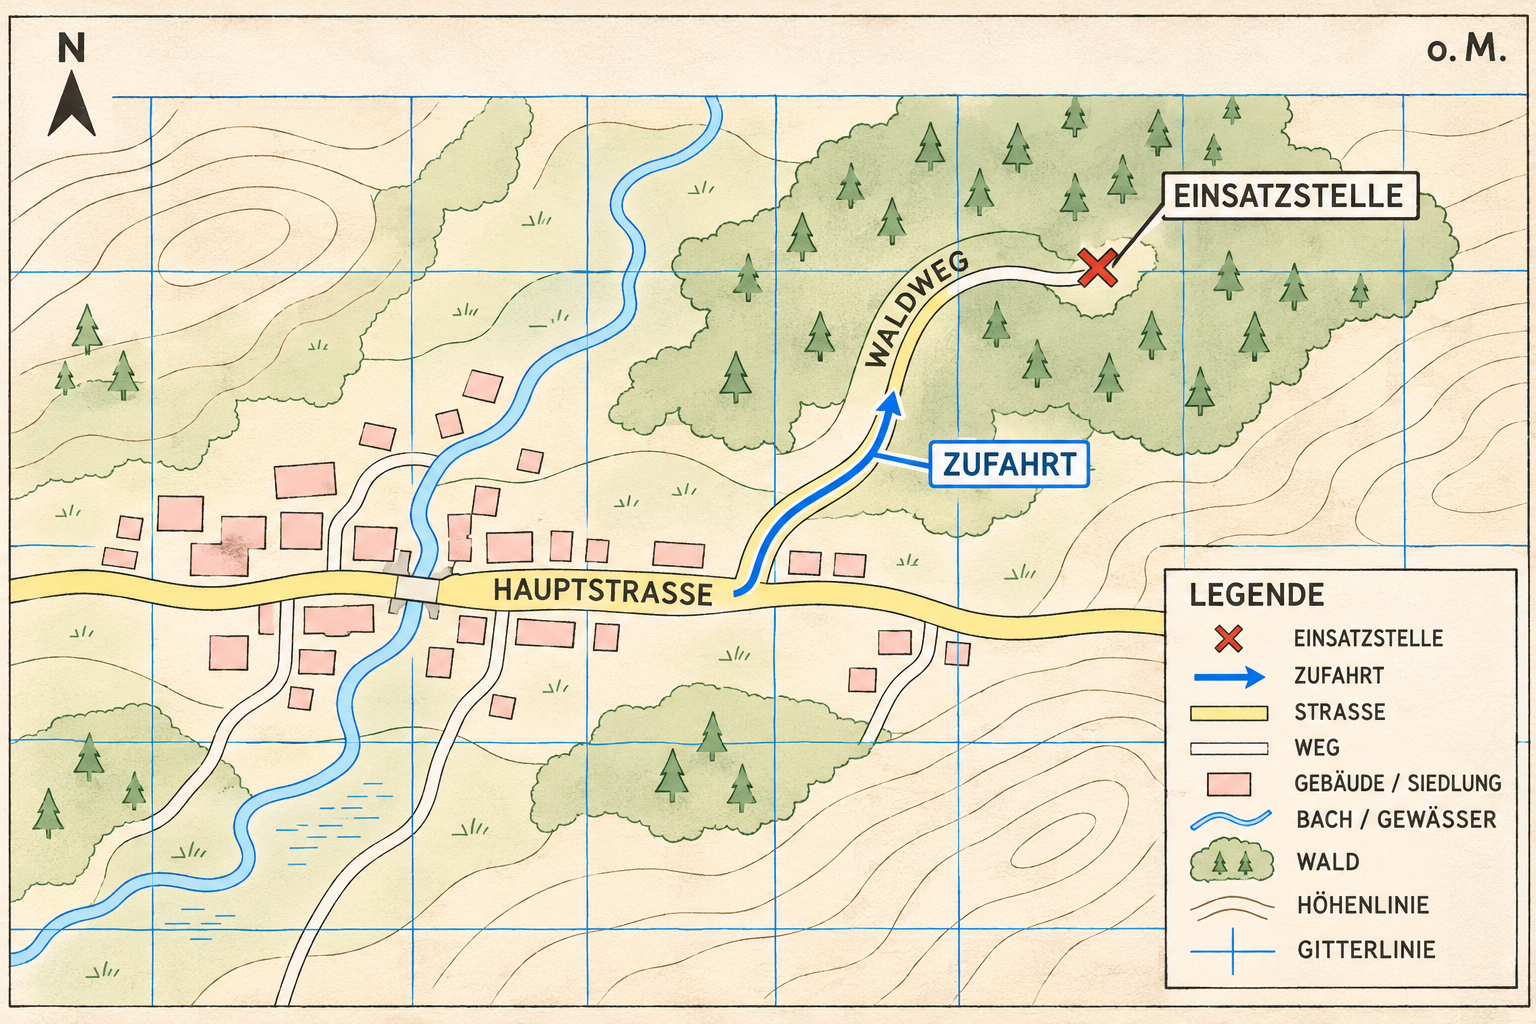 N
o. M.
EINSATZSTELLE
WALDWEG
ZUFAHRT
HAUPTSTRASSE
LEGENDE
EINSATZSTELLE
ZUFAHRT
STRASSE
WEG
GEBÄUDE / SIEDLUNG
BACH / GEWÄSSER
WALD
HÖHENLINIE
GITTERLINIE